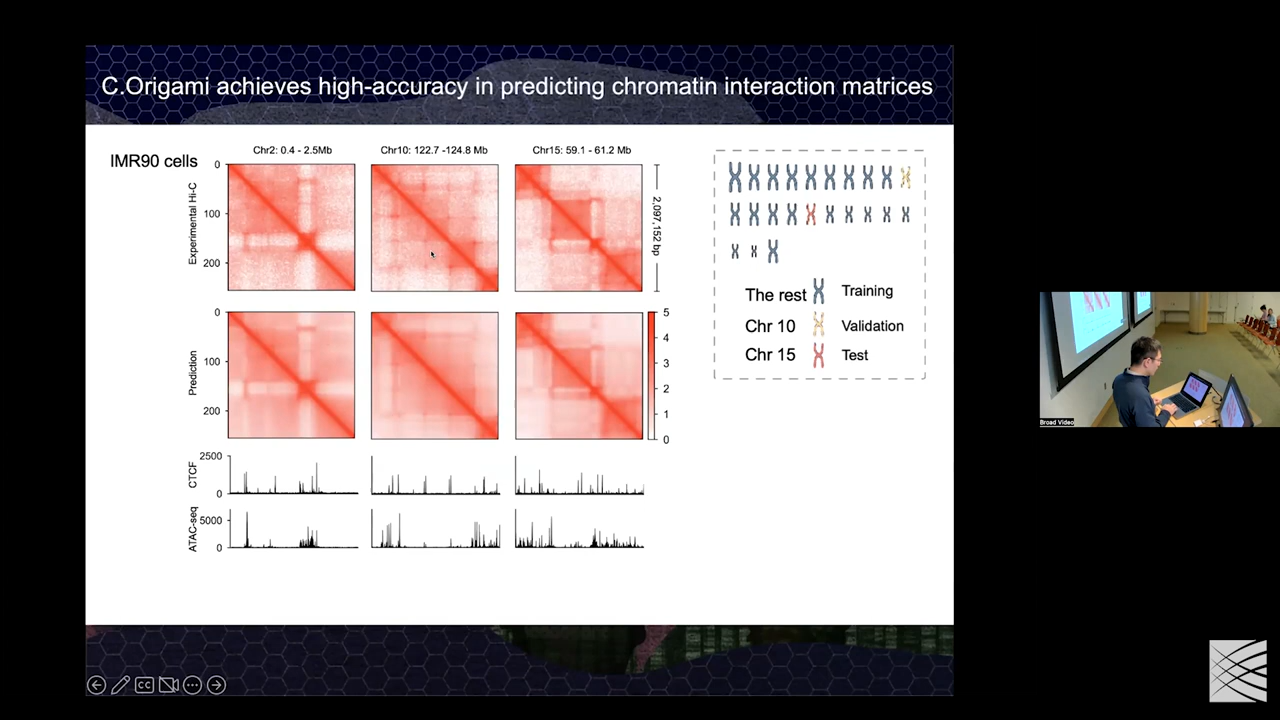 C.Origami achieves high-accuracy in predicting chromatin interaction matrices
IMR90 cells
Chr2: 0.4 - 2.5Mb
Chr10: 122.7 -124.8 Mb
Chr15: 59.1 - 61.2 Mb
Experimental Hi-C
0
100
200
2,097,152 bp
Prediction
0
100
200
5
4
3
2
1
0
CTCF
2500
0
ATAC-seq
5000
0
The rest
Training
Chr 10
Validation
Chr 15
Test
CC
Broad Video